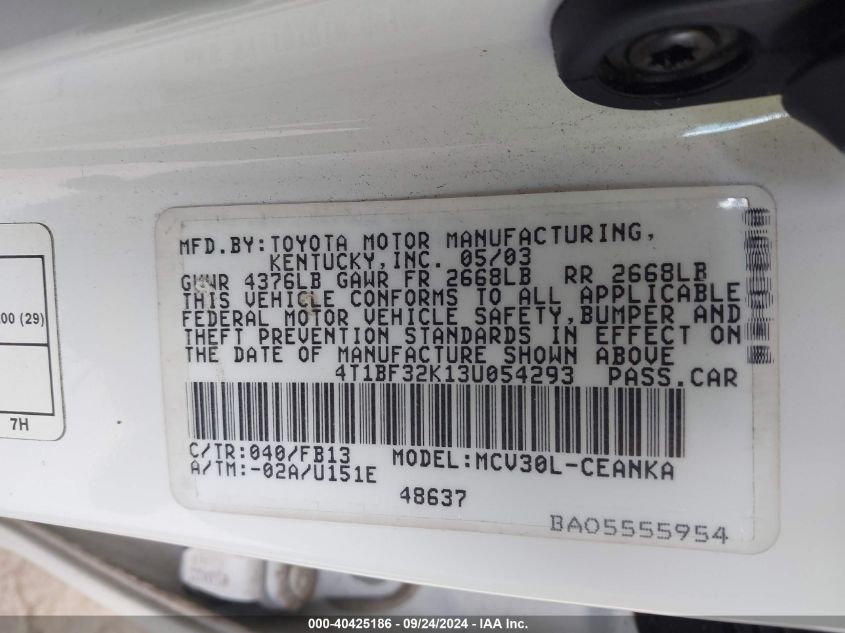 MFD.BY:TOYOTA MOTOR MANUFACTURING,
KENTUCKY,INC. 05/03
GVWR 4376LB GAWR FR 2668LB RR 2668LB
THIS VEHICLE CONFORMS TO ALL APPLICABLE
FEDERAL MOTOR VEHICLE SAFETY,BUMPER AND
THEFT PREVENTION STANDARDS IN EFFECT ON
THE DATE OF MANUFACTURE SHOWN ABOVE
4T1BF32K13U054293 PASS.CAR
C/TR:040/FB13 MODEL:MCV30L-CEANKA
A/TM:-02A/U151E
48637
BA05555954
00 (29)
7H
000-40425186 - 09/24/2024 - IAA Inc.